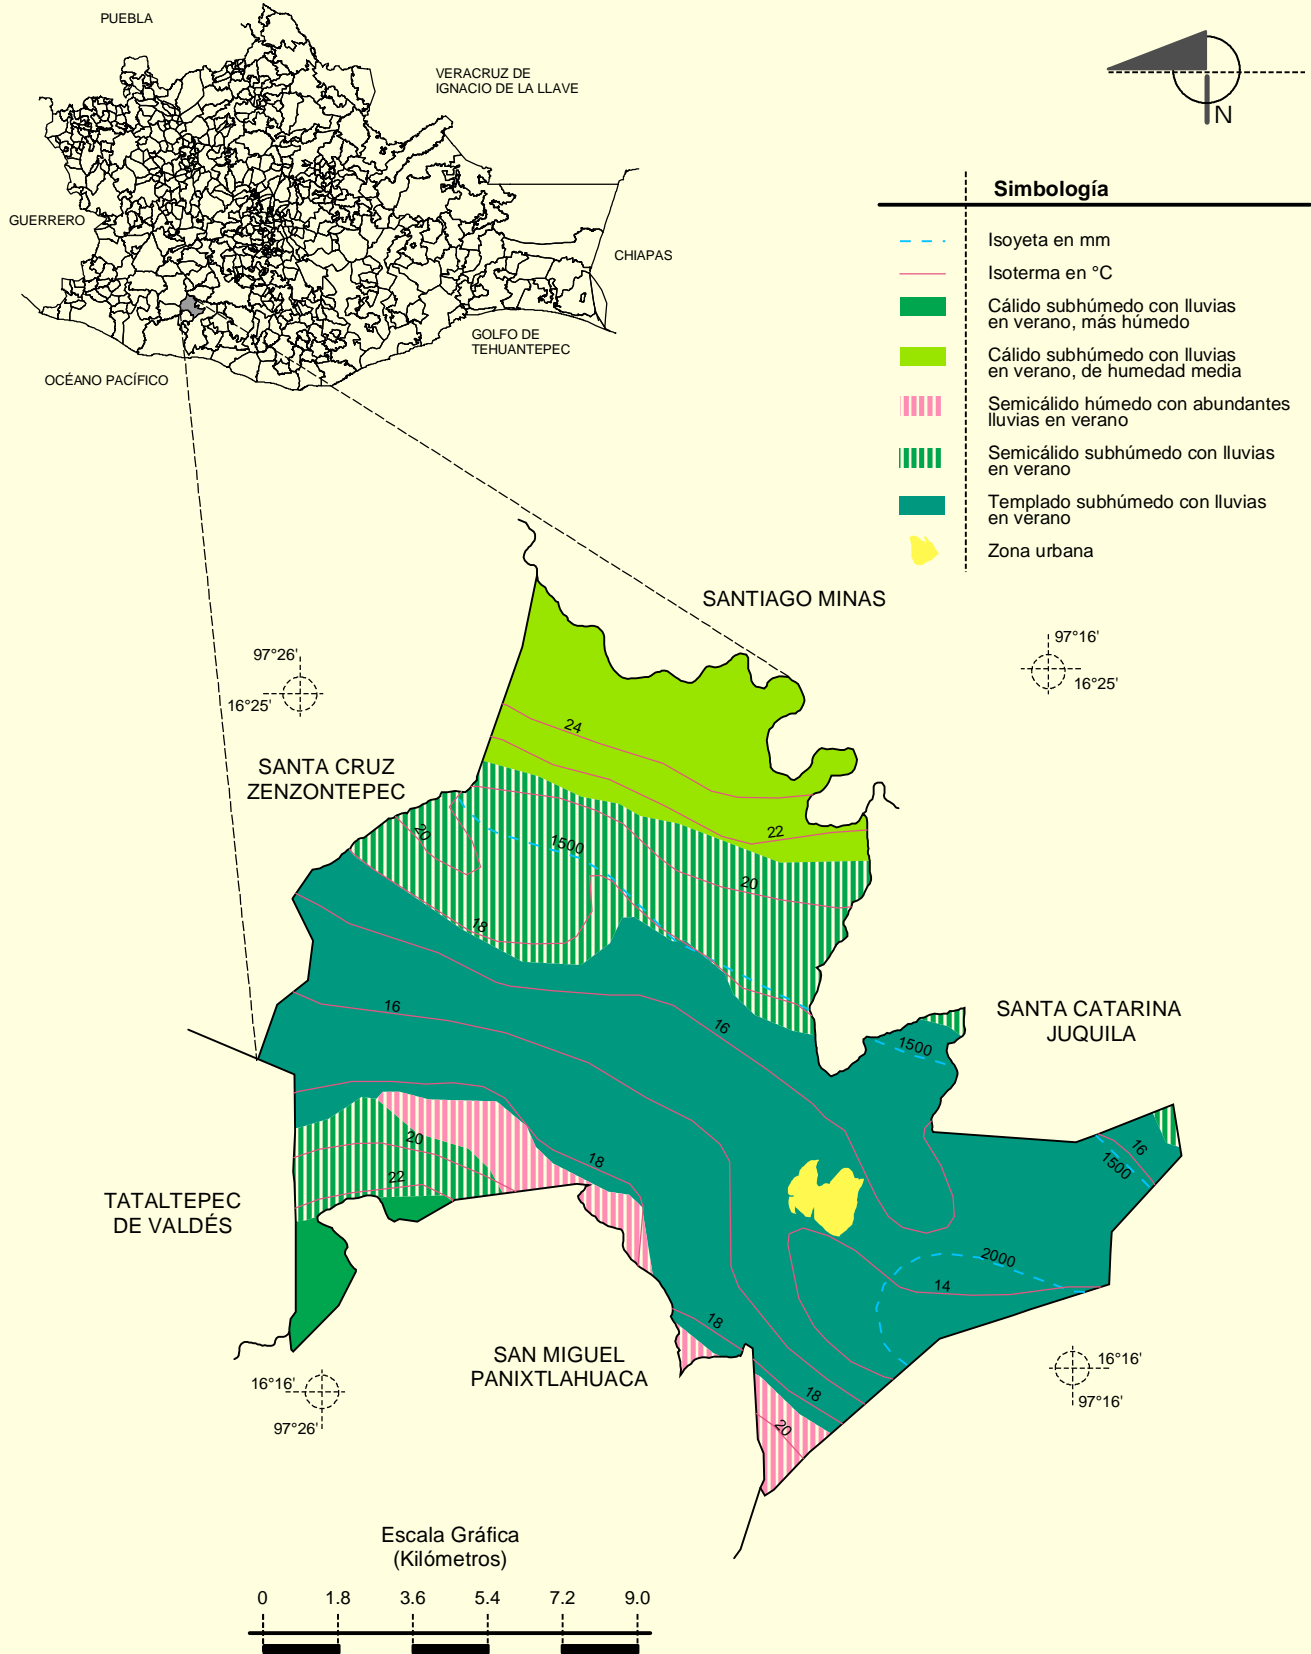 PUEBLA
VERACRUZ DE
IGNACIO DE LA LLAVE
GUERRERO
CHIAPAS
GOLFO DE
TEHUANTEPEC
OCÉANO PACÍFICO
N
Simbología
Isoyeta en mm
Isoterma en °C
Cálido subhúmedo con lluvias
en verano, más húmedo
Cálido subhúmedo con lluvias
en verano, de humedad media
Semicálido húmedo con abundantes
lluvias en verano
Semicálido subhúmedo con lluvias
en verano
Templado subhúmedo con lluvias
en verano
Zona urbana
SANTIAGO MINAS
97°26'
16°25'
97°16'
16°25'
SANTA CRUZ
ZENZONTEPEC
24
22
20
1500
20
18
16
16
SANTA CATARINA
JUQUILA
1500
16
1500
20
22
18
TATALTEPEC
DE VALDÉS
2000
14
18
18
20
SAN MIGUEL
PANIXTLAHUACA
16°16'
97°26'
16°16'
97°16'
Escala Gráfica
(Kilómetros)
0 1.8 3.6 5.4 7.2 9.0